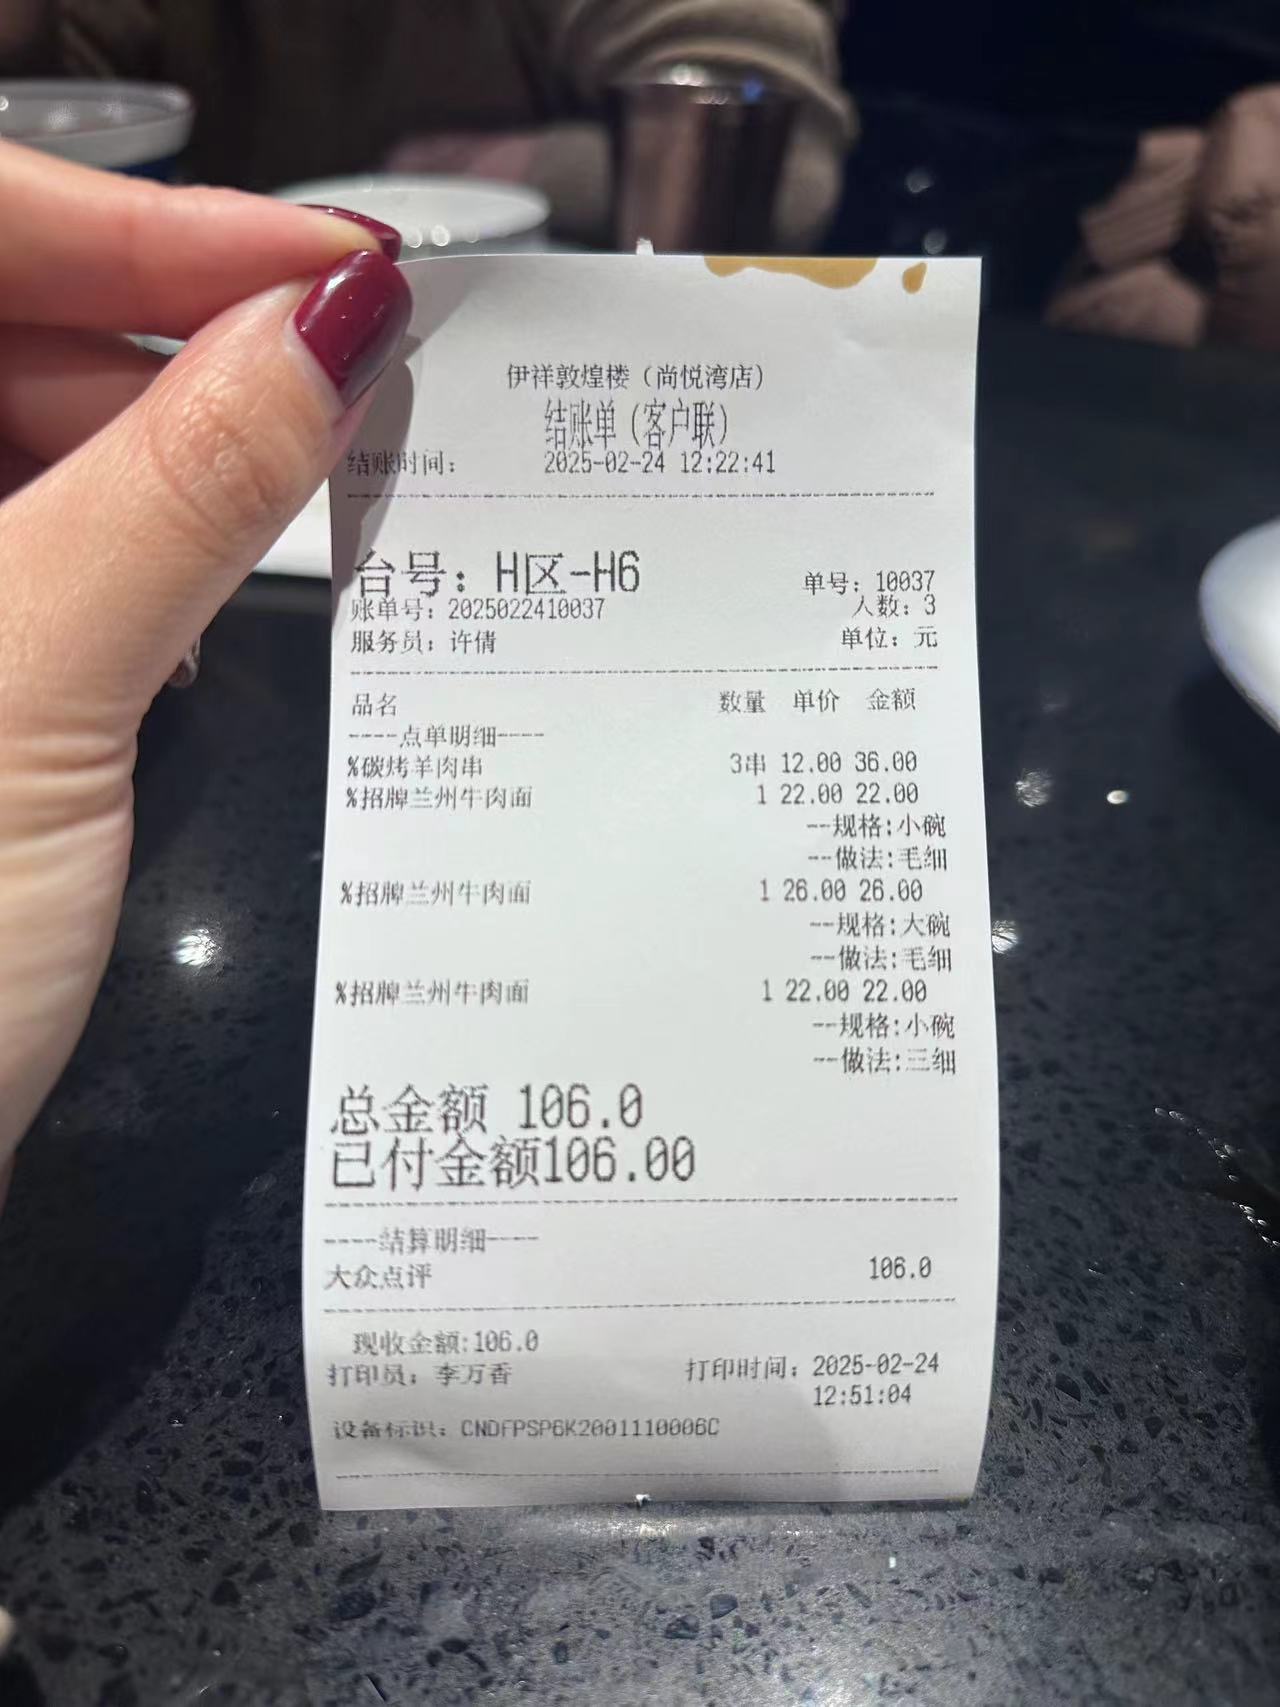 伊祥敦煌楼（尚悦湾店）
结账单（客户联）
结账时间： 2025-02-24 12:22:41
台号：H区-H6 单号：10037
账单号：2025022410037 人数：3
服务员：许倩 单位：元
品名 数量 单价 金额
----点单明细----
%碳烤羊肉串 3串 12.00 36.00
%招牌兰州牛肉面 1 22.00 22.00
--规格:小碗
--做法:毛细
%招牌兰州牛肉面 1 26.00 26.00
--规格:大碗
--做法:毛细
%招牌兰州牛肉面 1 22.00 22.00
--规格:小碗
--做法:三细
总金额 106.0
已付金额106.00
----结算明细----
大众点评 106.0
现收金额:106.0
打印员：李万香 打印时间：2025-02-24
12:51:04
设备标识：CNDFPSP6K2001110006C